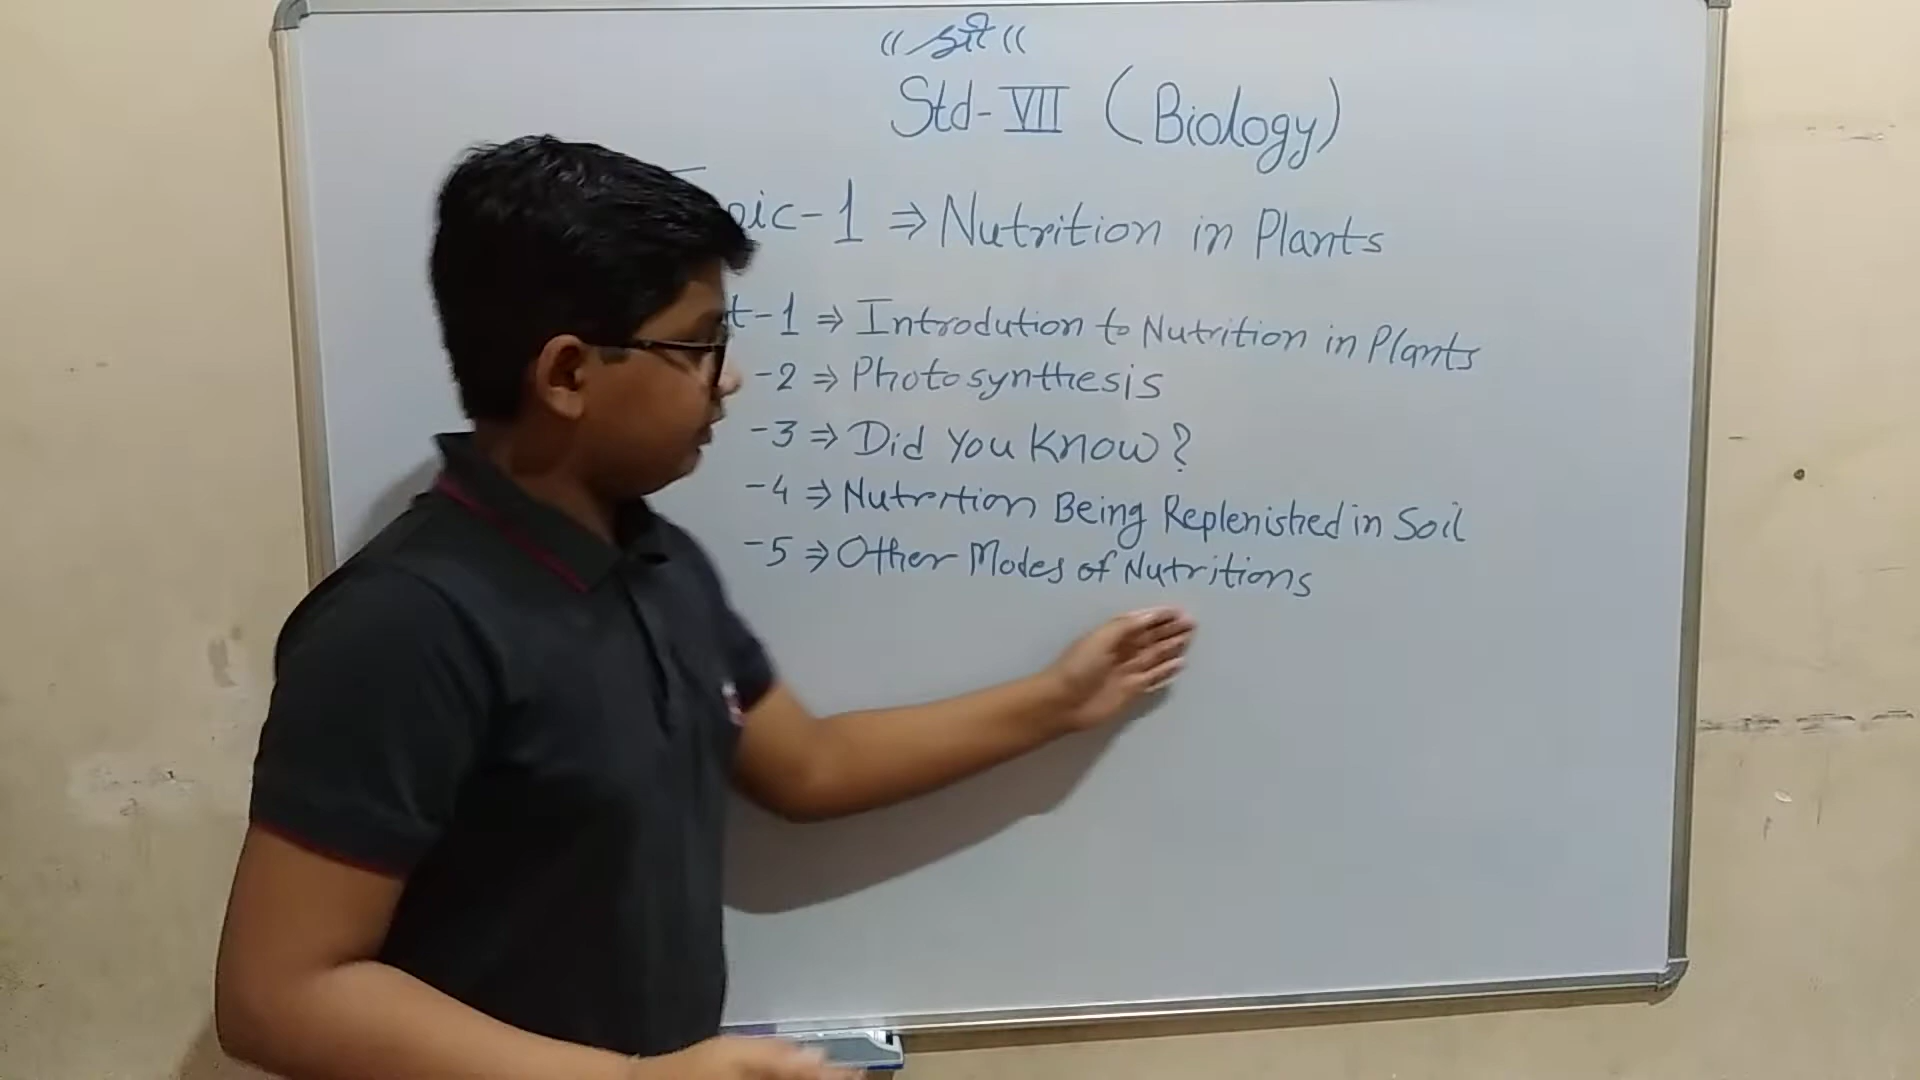 “ श्री “
Std-VII (Biology)
pic-1 ⇒ Nutrition in Plants
t-1 ⇒ Introdution to Nutrition in Plants
-2 ⇒ Photosynthesis
-3 ⇒ Did You Know?
-4 ⇒ Nutrition Being Replenished in Soil
-5 ⇒ Other Modes of Nutritions